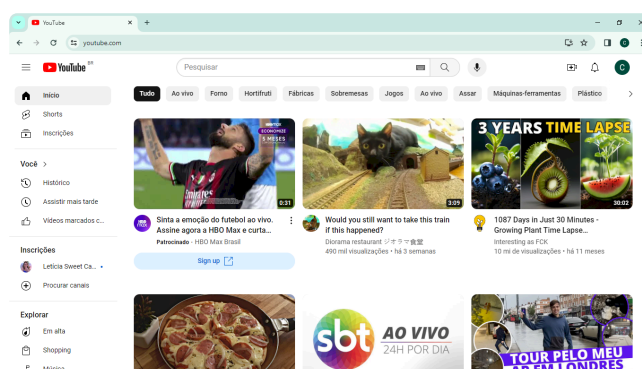 YouTube
youtube.com
YouTube BR
Pesquisar
C
Início
Shorts
Inscrições
Você
Histórico
Assistir mais tarde
Vídeos marcados c...
Inscrições
Leticia Sweet Ca...
Procurar canais
Explorar
Em alta
Shopping
Música
Tudo
Ao vivo
Forno
Hortifruti
Fábricas
Sobremesas
Jogos
Ao vivo
Assar
Máquinas-ferramentas
Plástico
ECONOMIZE
5 MESES
0:31
Sinta a emoção do futebol ao vivo.
Assine agora a HBO Max e curta...
Patrocinado · HBO Max Brasil
Sign up
3:09
Would you still want to take this train
if this happened?
Diorama restaurant ジオラマ食堂
490 mil visualizações • há 3 semanas
3 YEARS TIME LAPSE
30:02
1087 Days in Just 30 Minutes -
Growing Plant Time Lapse...
Interesting as FCK
10 mi de visualizações • há 11 meses
sbt
AO VIVO
24H POR DIA
TOUR PELO MEU
AP EM LONDRES